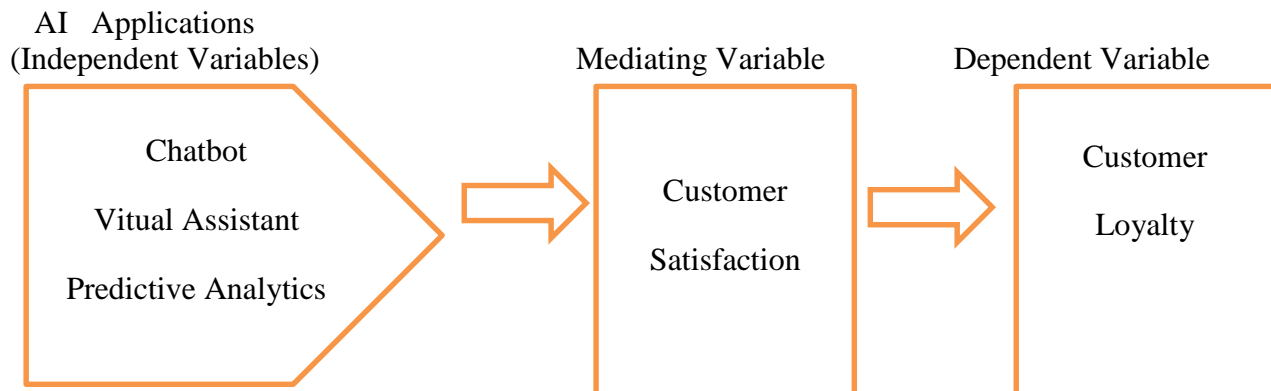 AI Applications
(Independent Variables)
Chatbot
Vitual Assistant
Predictive Analytics
Mediating Variable
Customer
Satisfaction
Dependent Variable
Customer
Loyalty